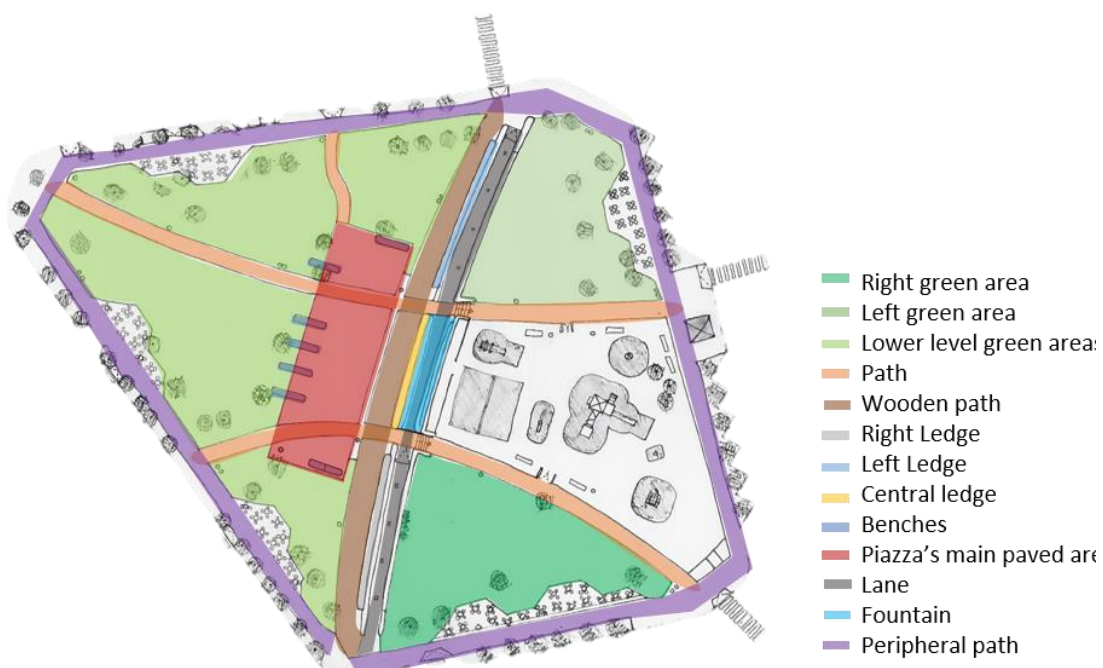 Right green area
Left green area
Lower level green areas
Path
Wooden path
Right Ledge
Left Ledge
Central ledge
Benches
Piazza's main paved are
Lane
Fountain
Peripheral path